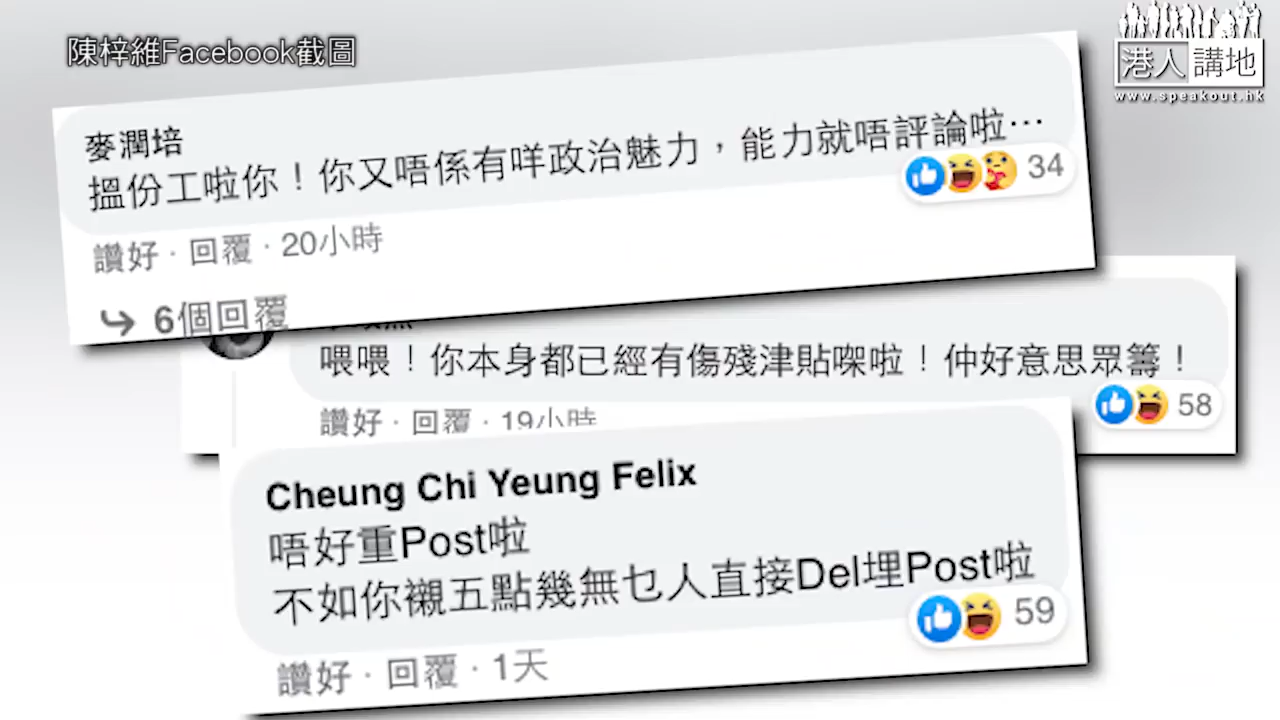 陳梓維Facebook截圖
港人講地
www.speakout.hk
麥潤培
搵份工啦你！你又唔係有咩政治魅力，能力就唔評論啦…
34
讚好 · 回覆 · 20小時
6個回覆
喂喂！你本身都已經有傷殘津貼㗎啦！仲好意思眾籌！
58
讚好 · 回覆 · 19小時
Cheung Chi Yeung Felix
唔好重Post啦
不如你襯五點幾無乜人直接Del埋Post啦
59
讚好 · 回覆 · 1天